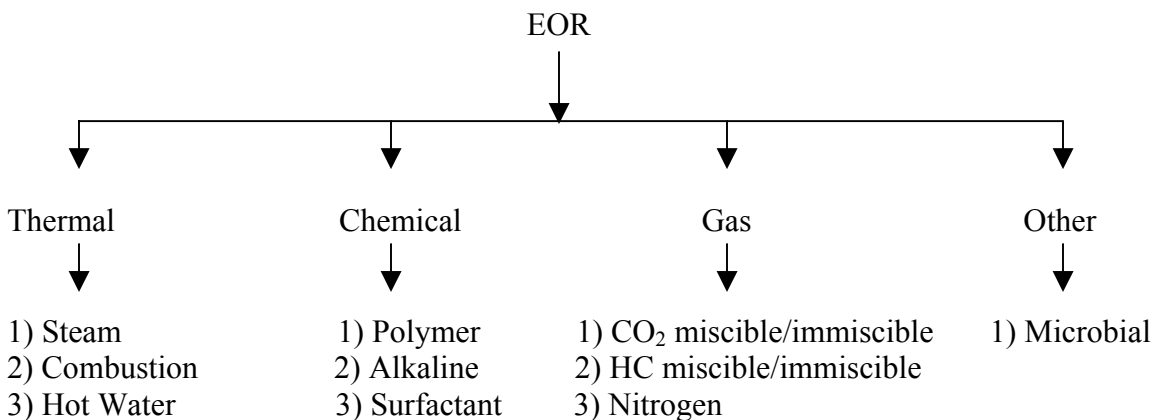 EOR
Thermal
Chemical
Gas
Other
1) Steam
2) Combustion
3) Hot Water
1) Polymer
2) Alkaline
3) Surfactant
1) CO₂ miscible/immiscible
2) HC miscible/immiscible
3) Nitrogen
1) Microbial